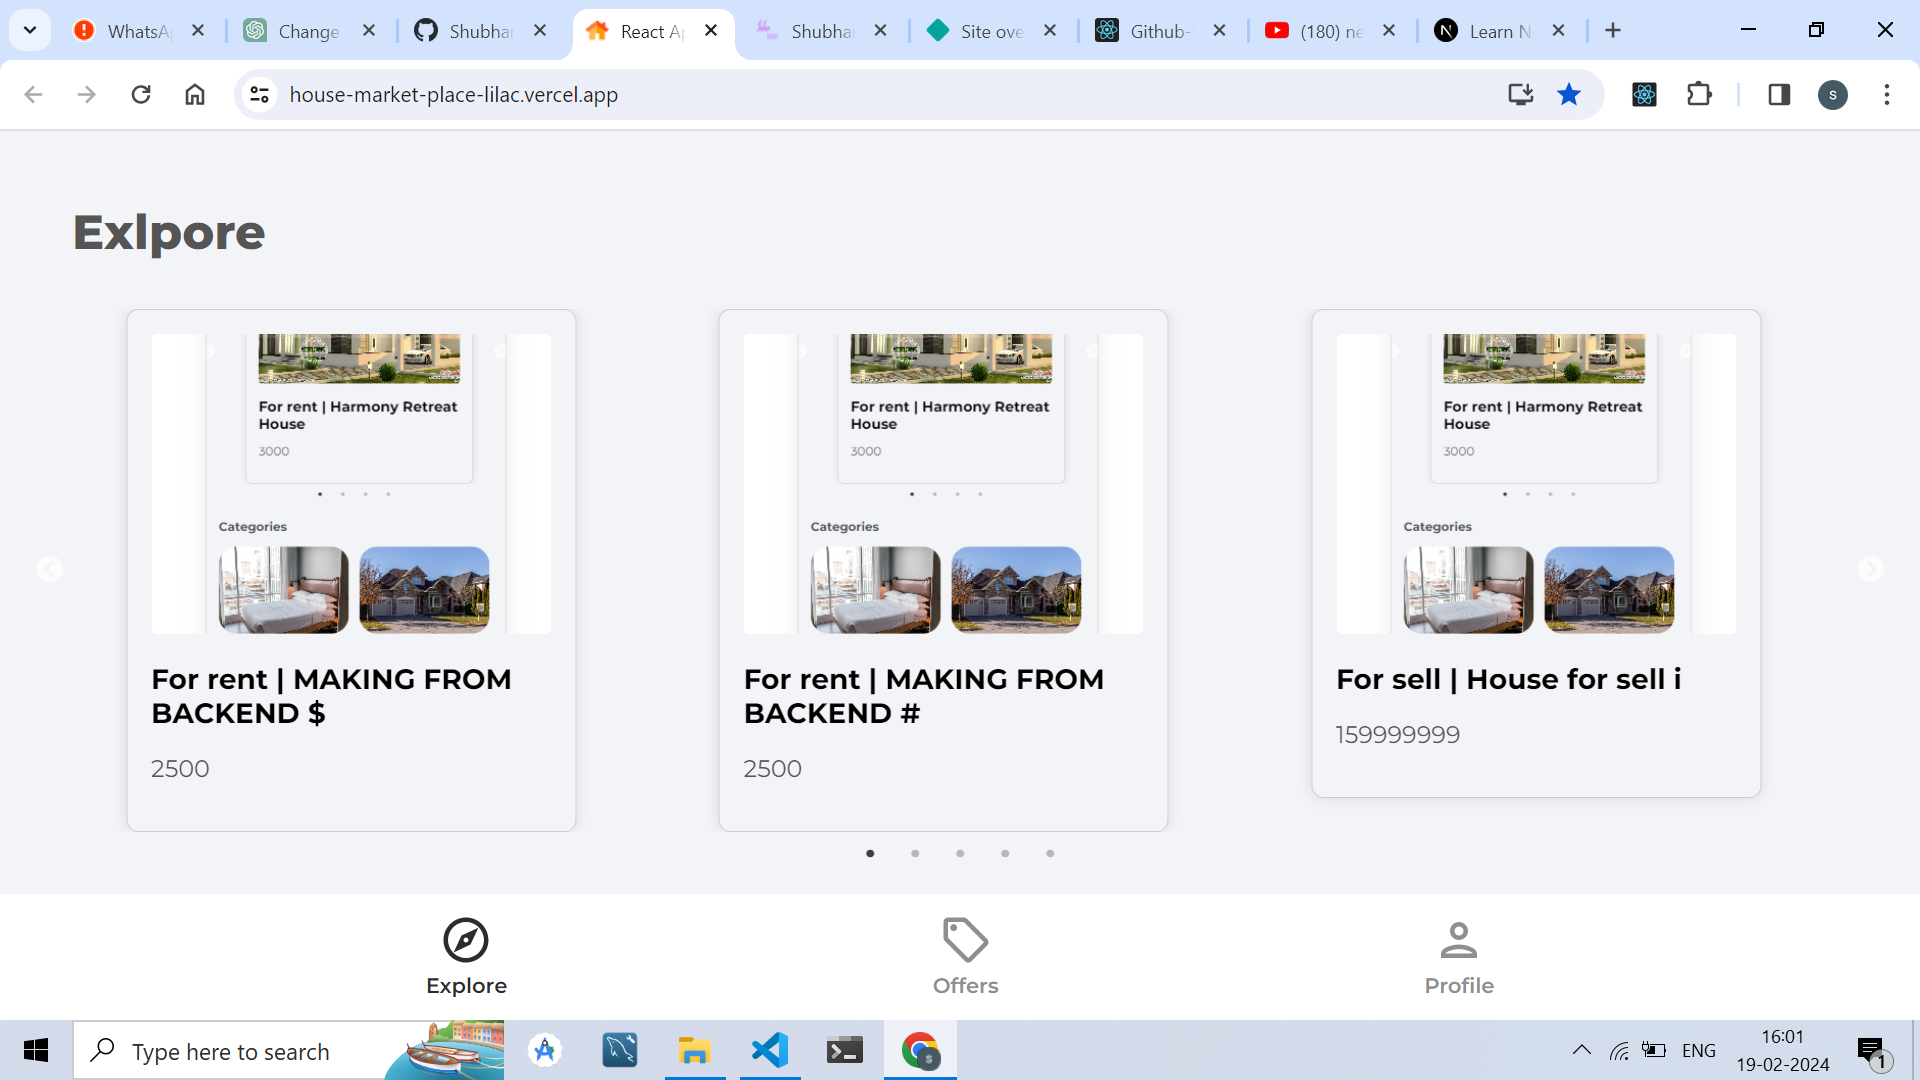 WhatsA
Change
Shubhar
React Ap
Shubhar
Site ove
Github-
(180) ne
Learn N
house-market-place-lilac.vercel.app
s
Exlpore
For rent | Harmony Retreat
House
3000
Categories
For rent | MAKING FROM
BACKEND $
2500
For rent | Harmony Retreat
House
3000
Categories
For rent | MAKING FROM
BACKEND #
2500
For rent | Harmony Retreat
House
3000
Categories
For sell | House for sell i
159999999
Explore
Offers
Profile
Type here to search
s
ENG
16:01
19-02-2024
1